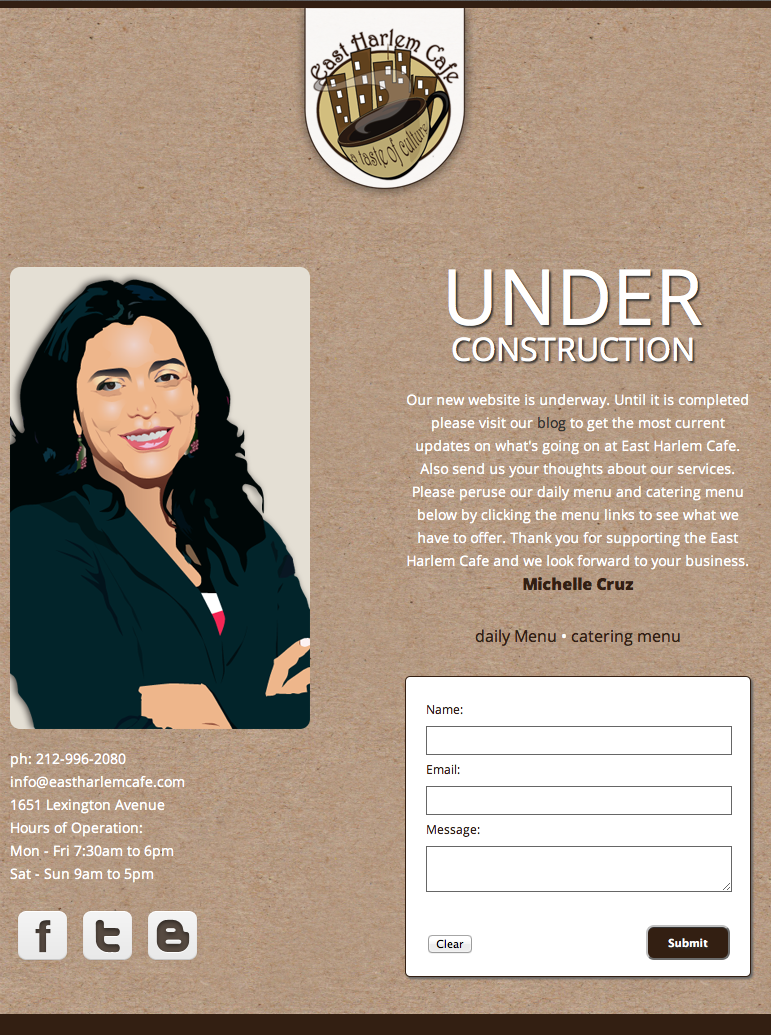 East Harlem Cafe
a taste of culture
UNDER
CONSTRUCTION
Our new website is underway. Until it is completed
please visit our blog to get the most current
updates on what's going on at East Harlem Cafe.
Also send us your thoughts about our services.
Please peruse our daily menu and catering menu
below by clicking the menu links to see what we
have to offer. Thank you for supporting the East
Harlem Cafe and we look forward to your business.
Michelle Cruz
daily Menu • catering menu
ph: 212-996-2080
info@eastharlemcafe.com
1651 Lexington Avenue
Hours of Operation:
Mon - Fri 7:30am to 6pm
Sat - Sun 9am to 5pm
Name:
Email:
Message:
Clear
Submit